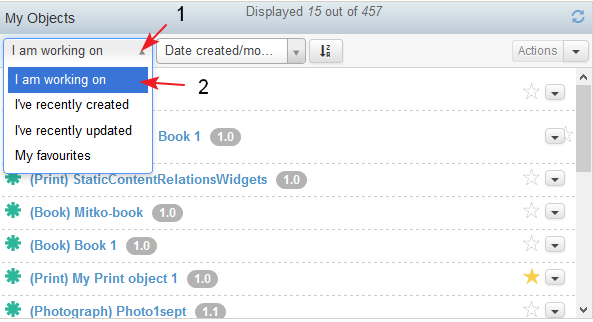 My Objects
Displayed 15 out of 457
1
I am working on
Date created/mo...
Actions
I am working on
2
I've recently created
I've recently updated
Book 1 1.0
My favourites
(Print) StaticContentRelationsWidgets 1.0
(Book) Mitko-book 1.0
(Book) Book 1 1.0
(Print) My Print object 1 1.0
(Photograph) Photo1sept 1.1